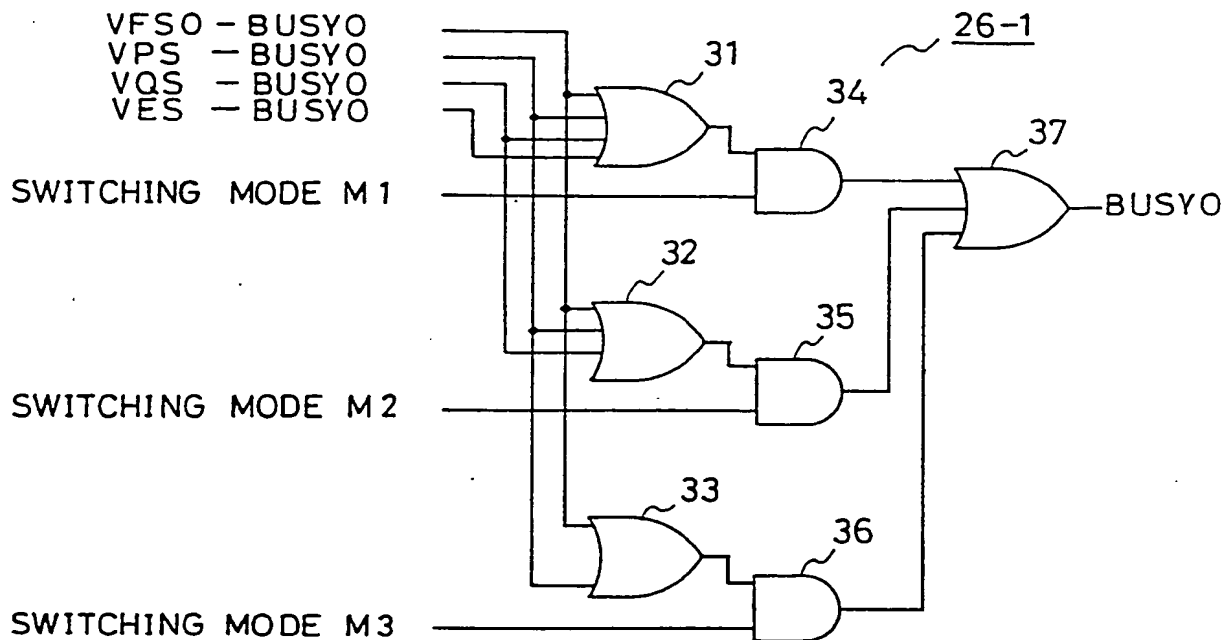 VFSO-BUSYO
VPS -BUSYO
VQS -BUSYO
VES -BUSYO
26-1
31
34
37
SWITCHING MODE M1
BUSYO
32
35
SWITCHING MODE M2
33
36
SWITCHING MODE M3